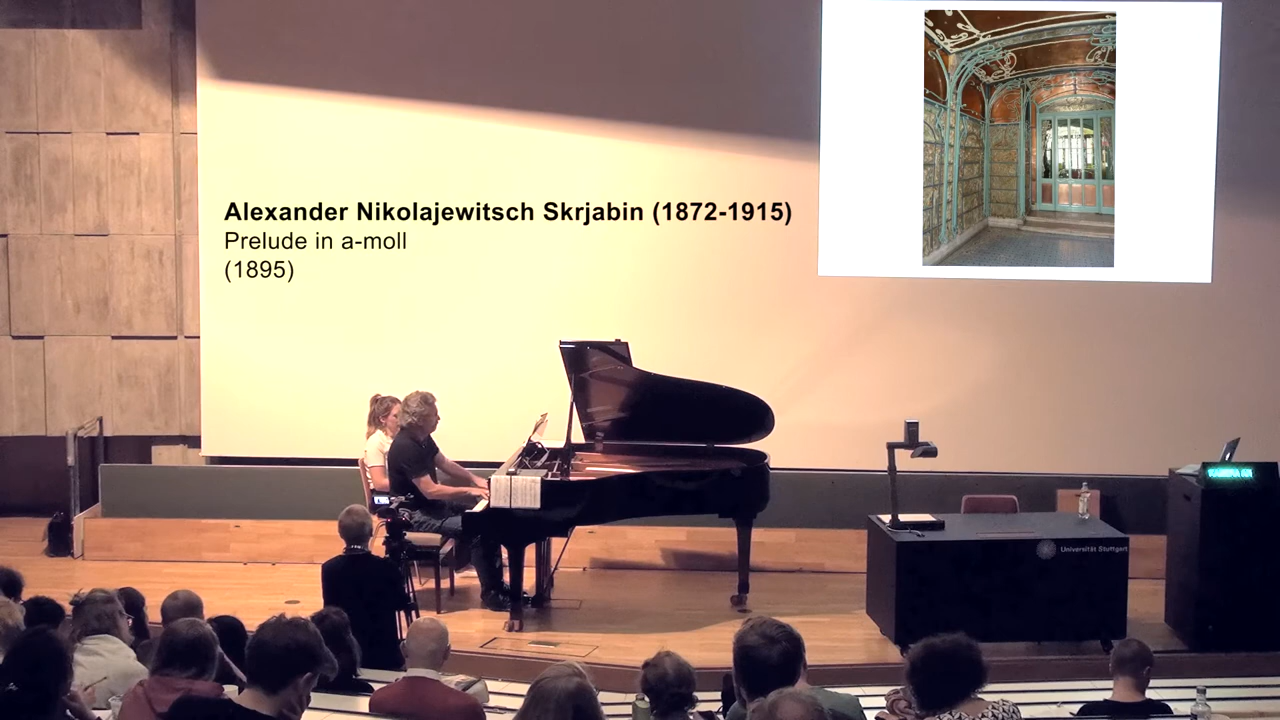 Alexander Nikolajewitsch Skrjabin (1872-1915)
Prelude in a-moll
(1895)
Universität Stuttgart